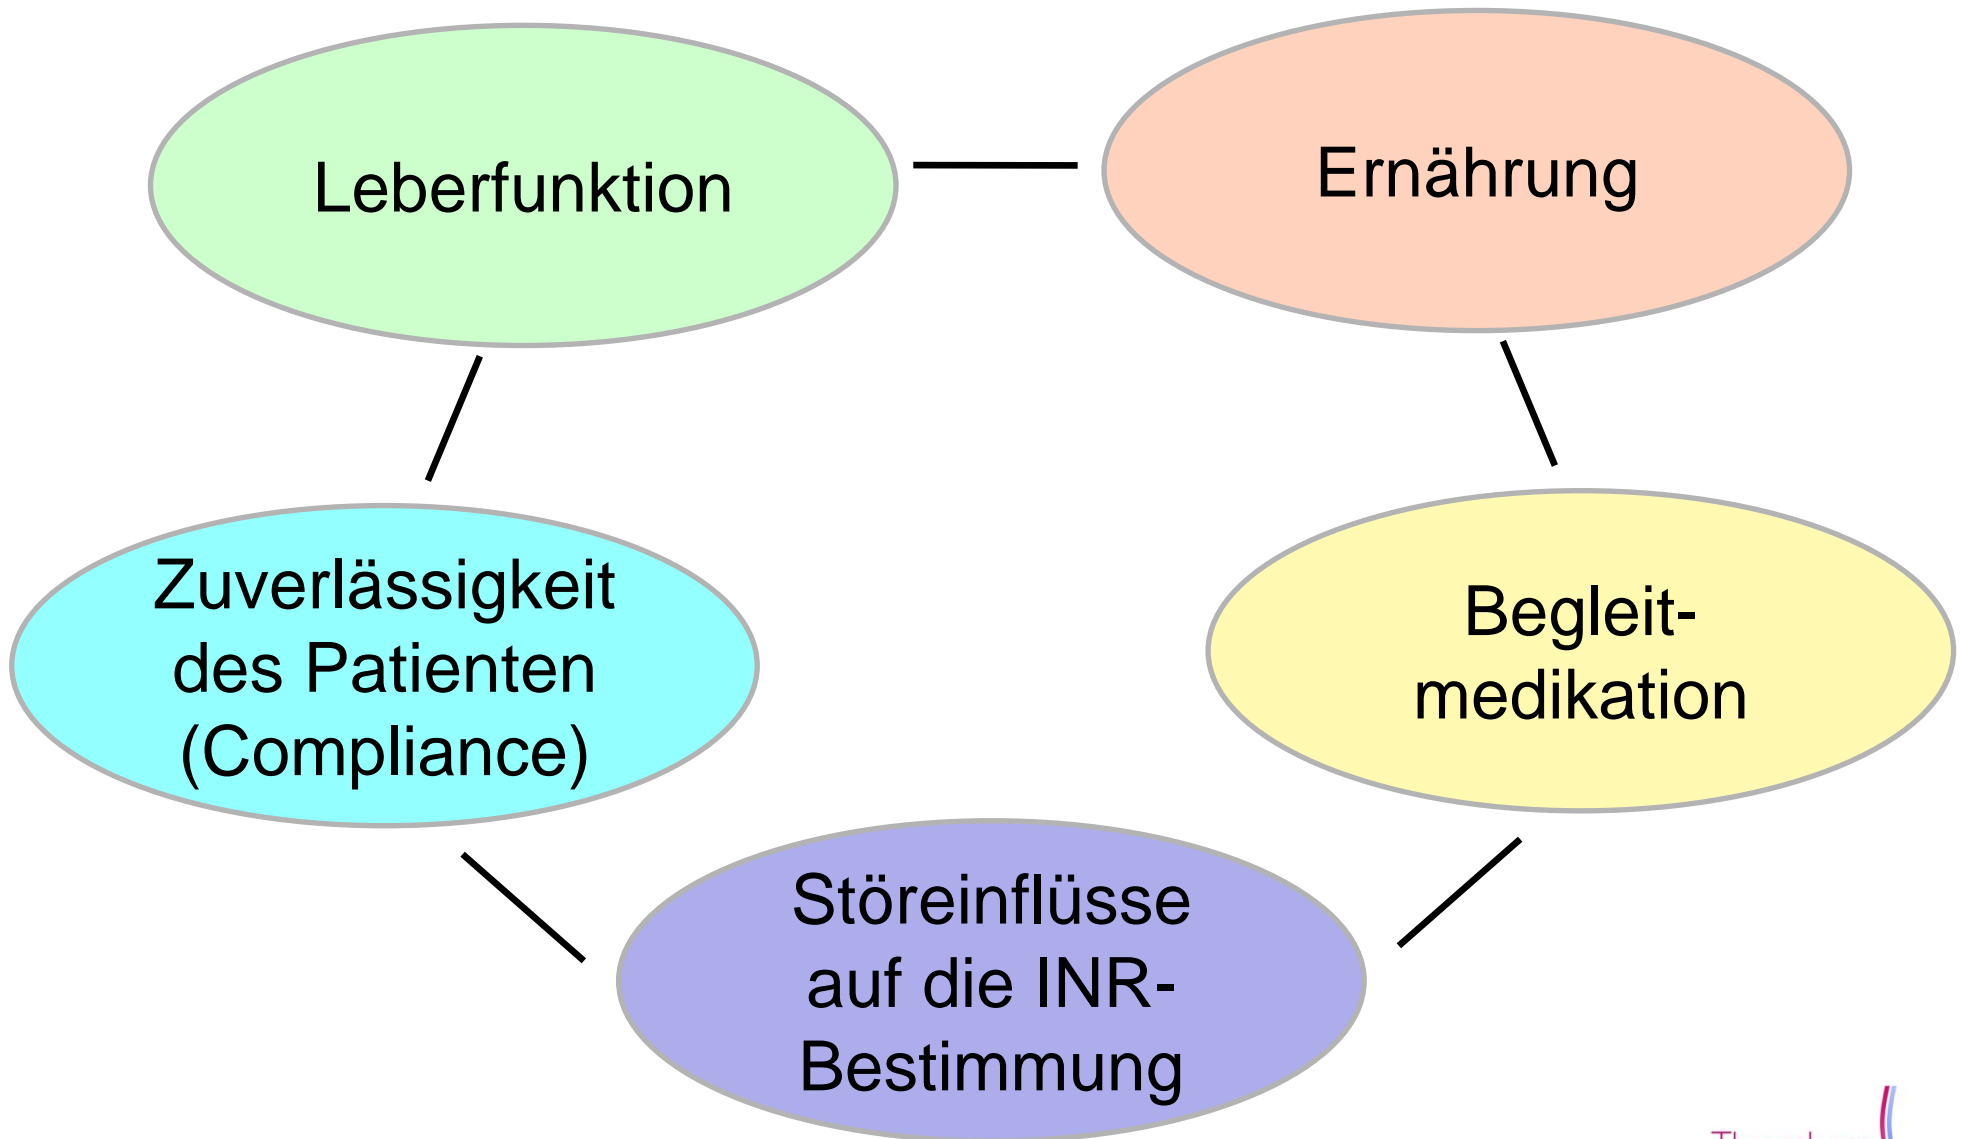 Leberfunktion
Ernährung
Zuverlässigkeit
des Patienten
(Compliance)
Begleit-
medikation
Störeinflüsse
auf die INR-
Bestimmung